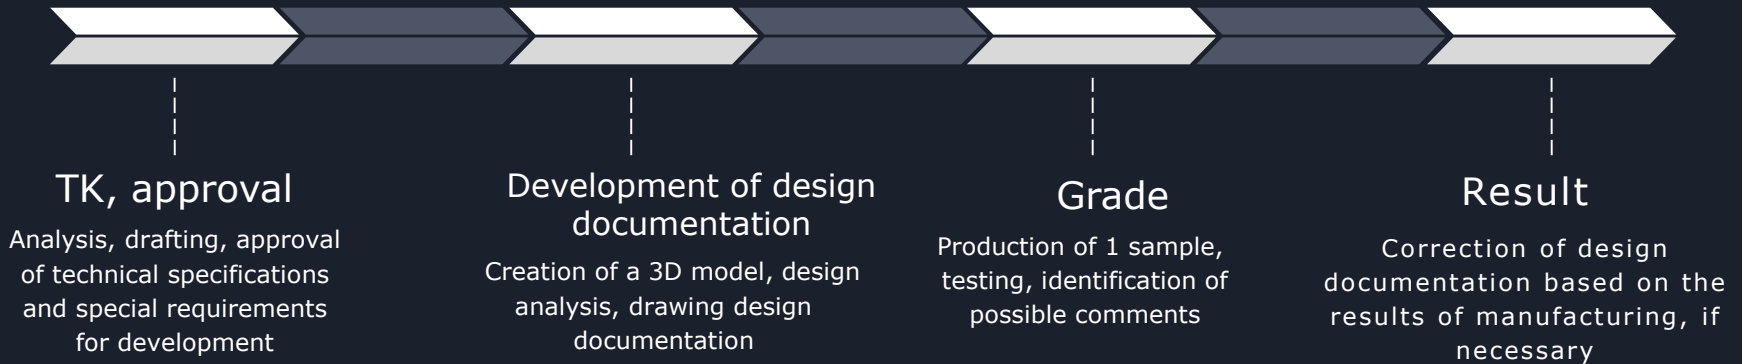 TK, approval
Analysis, drafting, approval
of technical specifications
and special requirements
for development
Development of design
documentation
Creation of a 3D model, design
analysis, drawing design
documentation
Grade
Production of 1 sample,
testing, identification of
possible comments
Result
Correction of design
documentation based on the
results of manufacturing, if
necessary